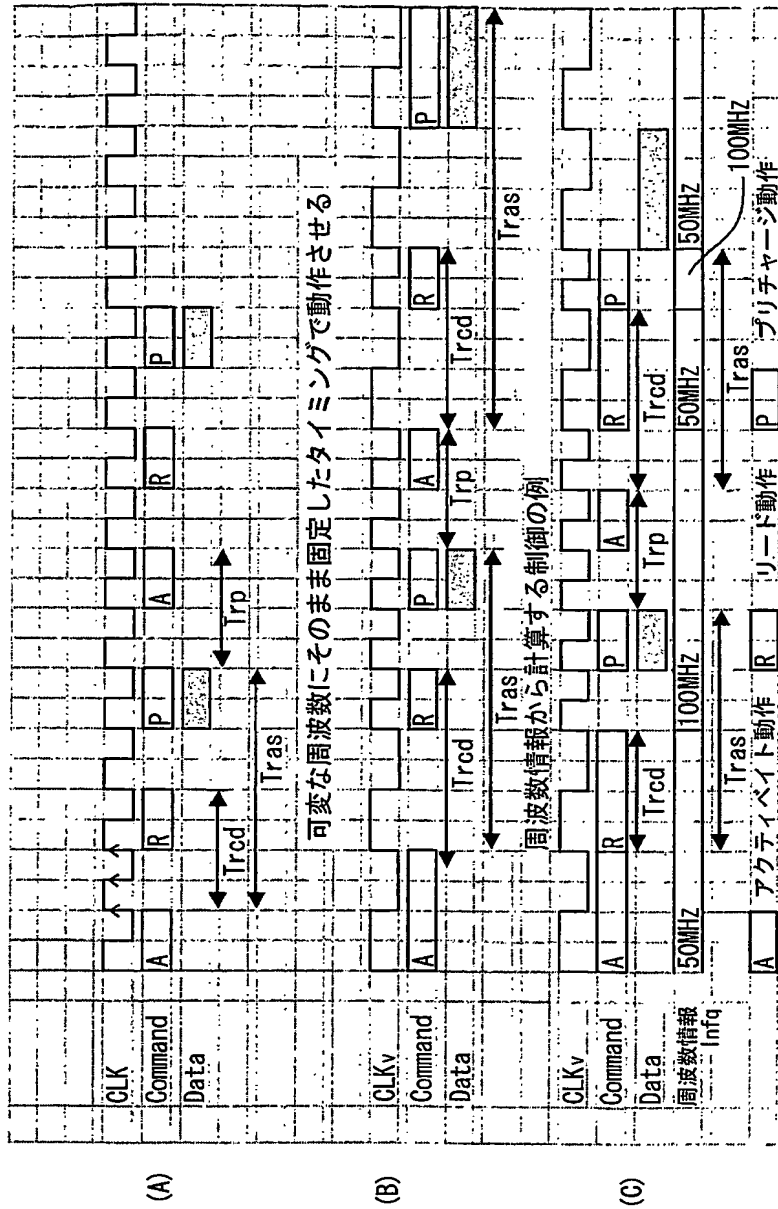 (A)
CLK
Command
Data
A R P A R P
Trcd
Trp
Tras
可変な周波数にそのまま固定したタイミングで動作させる
(B)
CLKv
Command
Data
A R P A R P
Trcd Trp Trcd
Tras Tras
周波数情報から計算する制御の例
(C)
CLKv
Command
Data
周波数情報
Infq
A R P A R P
Trcd Trp Trcd
50MHZ 100MHZ 50MHZ 50MHZ
100MHZ
Tras Tras
A アクティベイト動作 R リード動作 P プリチャージ動作